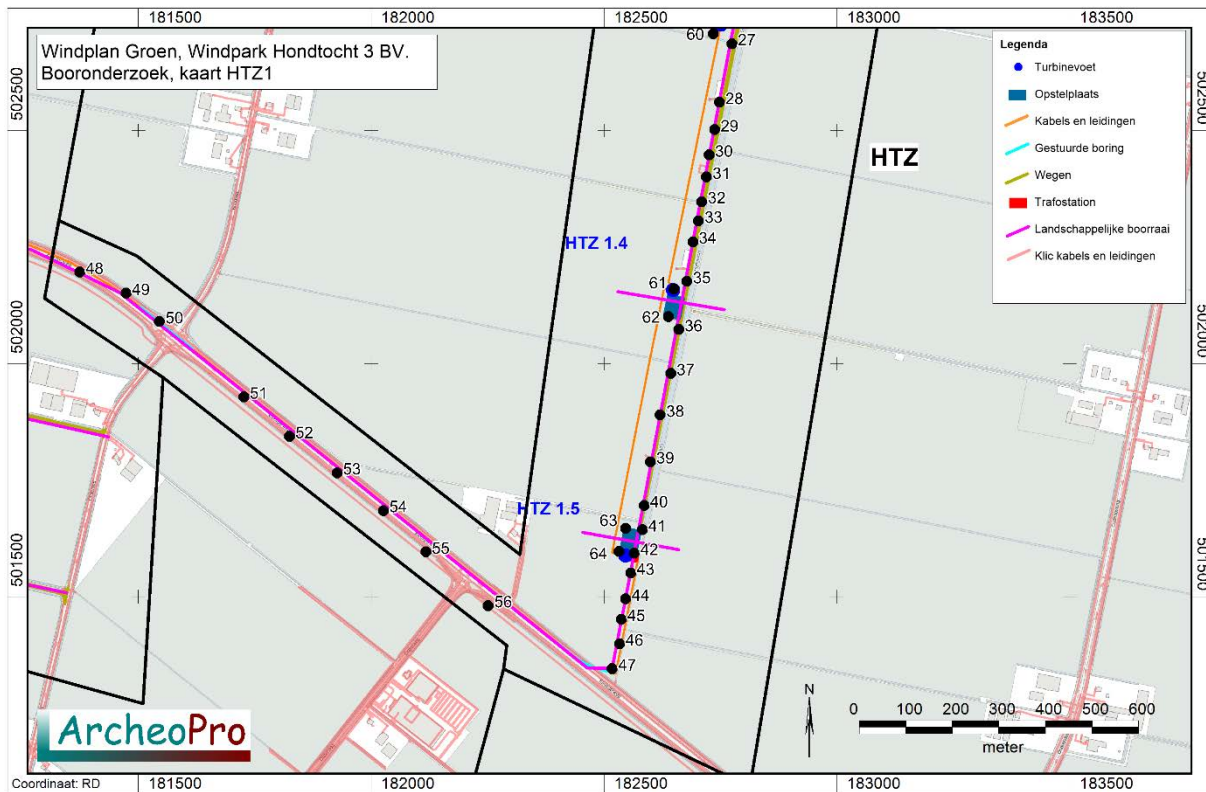 181500
182000
182500
183000
183500
Windplan Groen, Windpark Hondtocht 3 BV.
Booronderzoek, kaart HTZ1
Legenda
Turbinevoet
Opstelplaats
Kabels en leidingen
Gestuurde boring
Wegen
Trafostation
Landschappelijke boorraai
Klic kabels en leidingen
502500
502500
60
27
28
29
30
HTZ
31
32
33
34
HTZ 1.4
35
48
49
61
50
62
36
502000
502000
37
51
38
52
39
53
40
54
HTZ 1.5
63
41
55
64
42
501500
501500
43
44
56
45
46
47
N
0 100 200 300 400 500 600
meter
ArcheoPro
Coordinaat: RD
181500
182000
182500
183000
183500